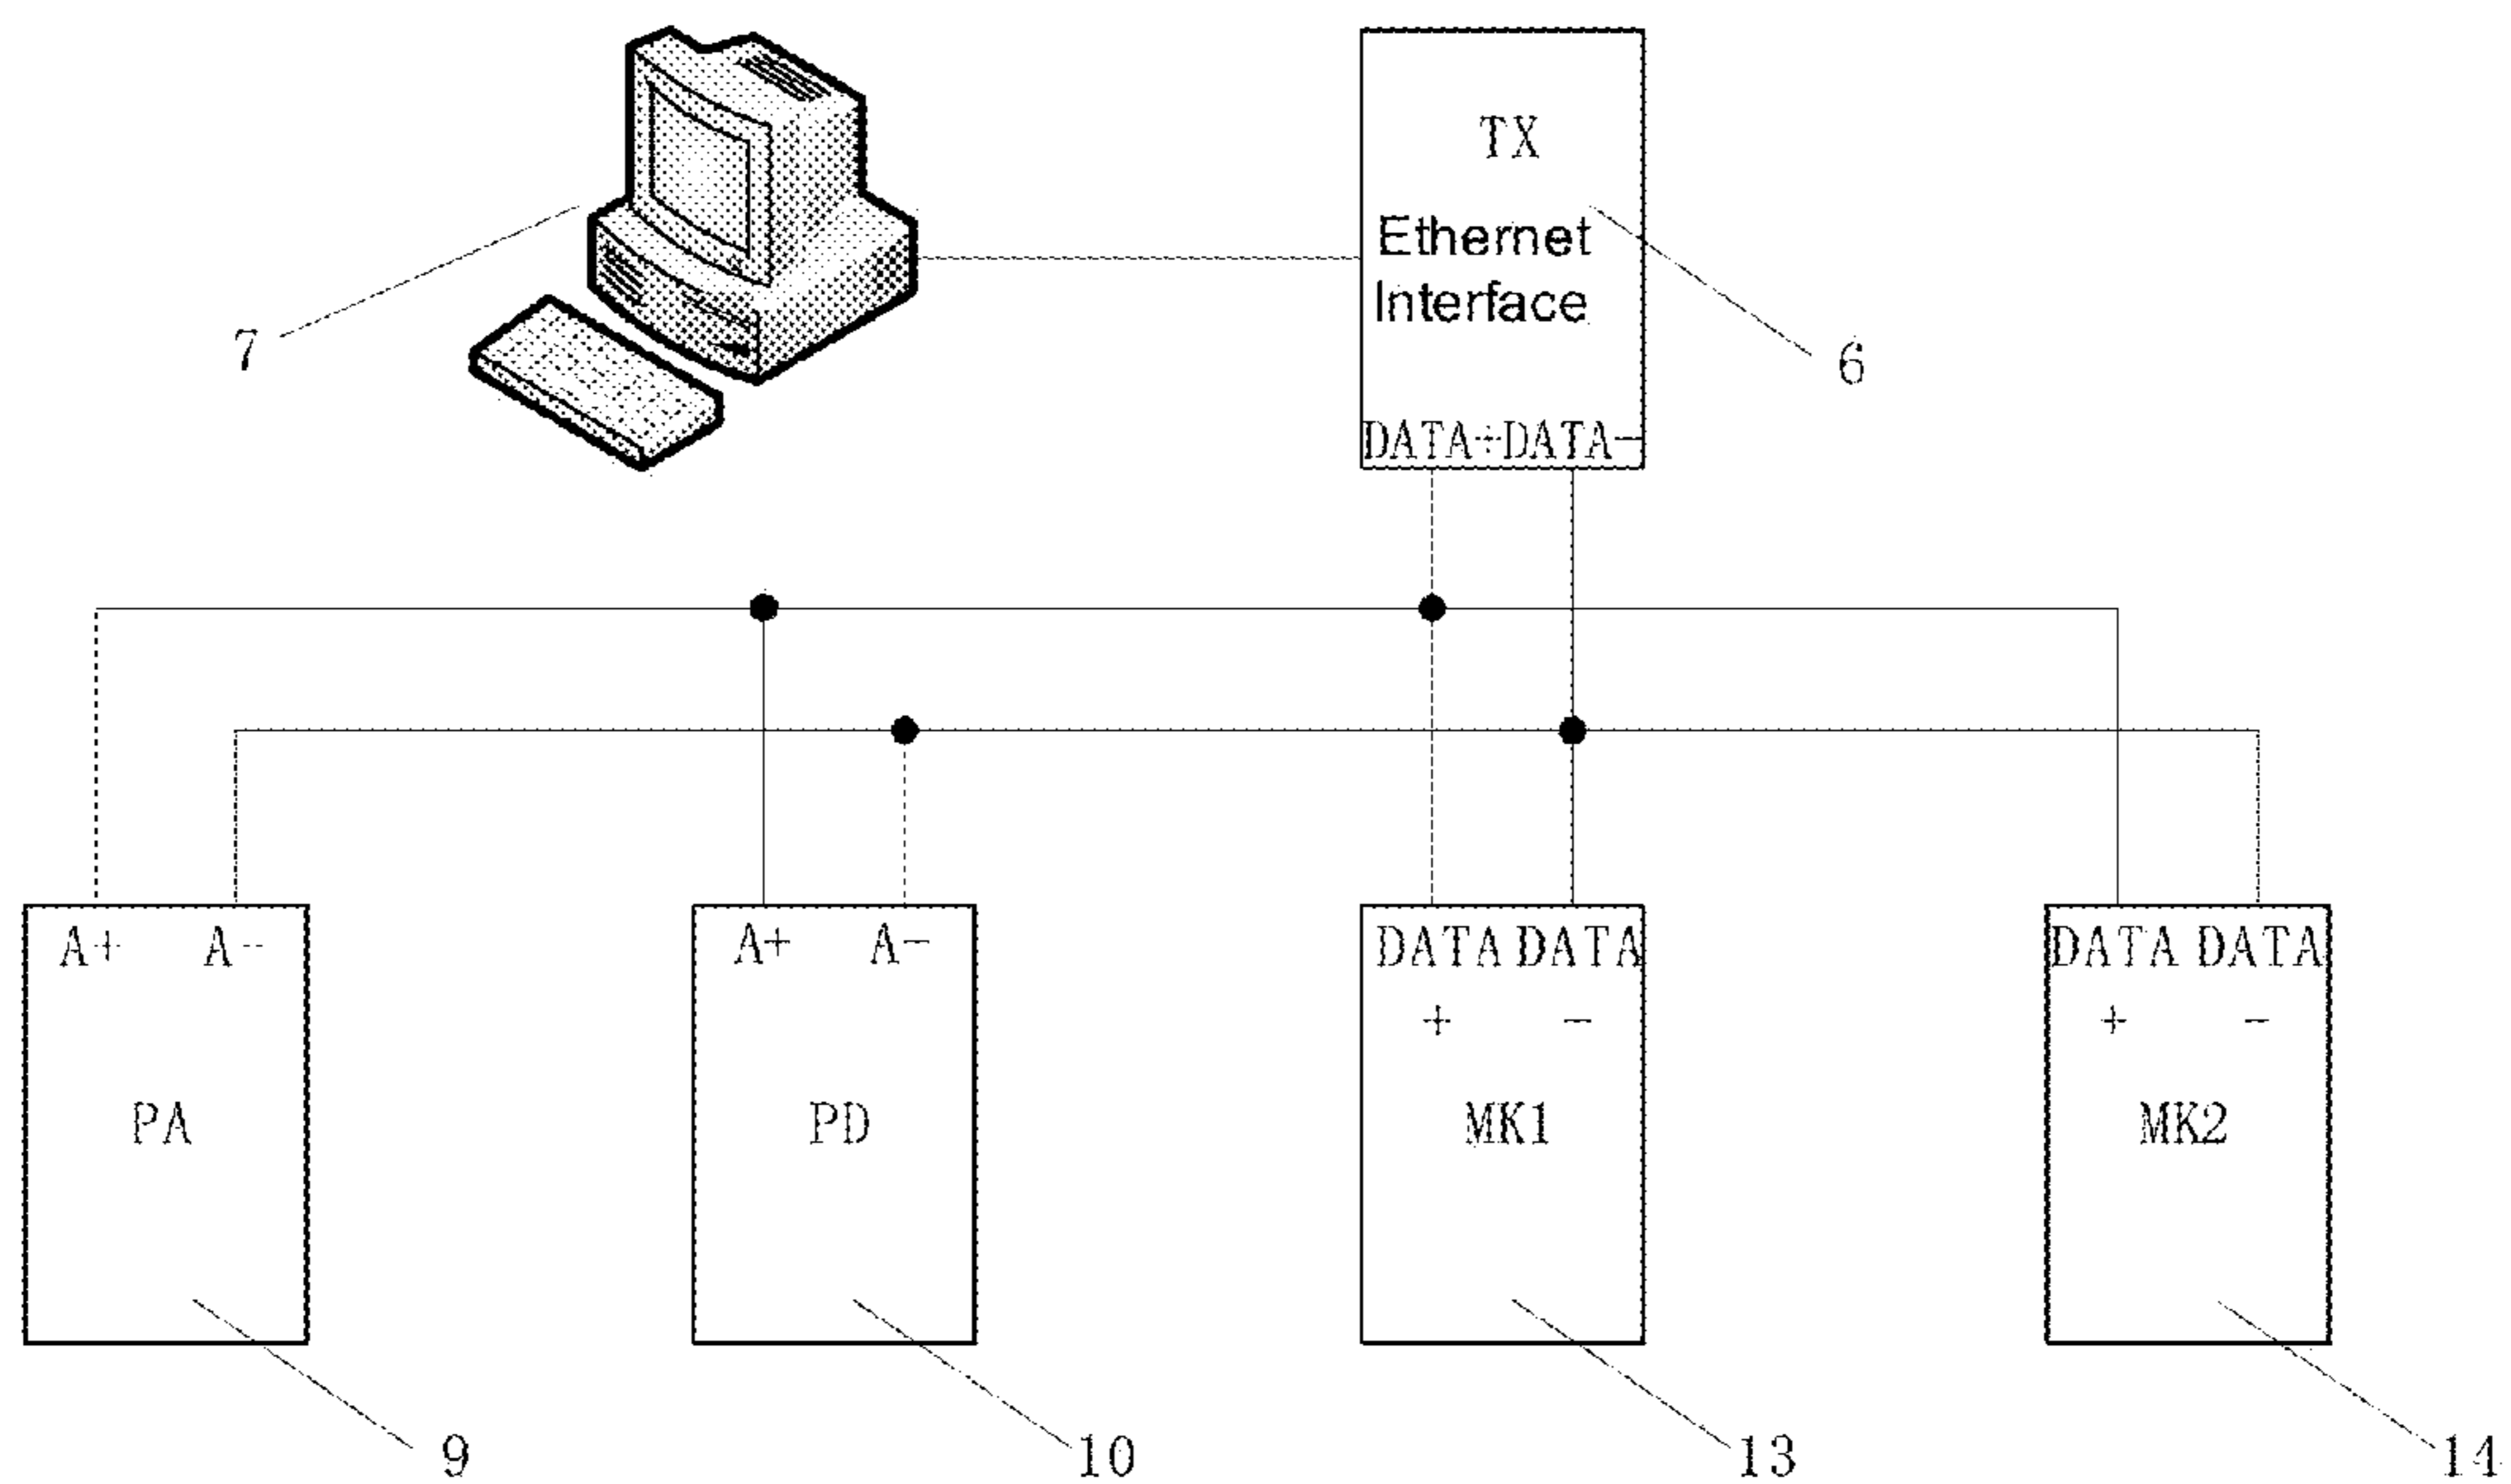 TX
Ethernet
Interface
7
6
DATA+DATA-
A+ A-
A+ A-
DATA DATA
DATA DATA
+ -
+ -
PA
PD
MK1
MK2
9
10
13
14